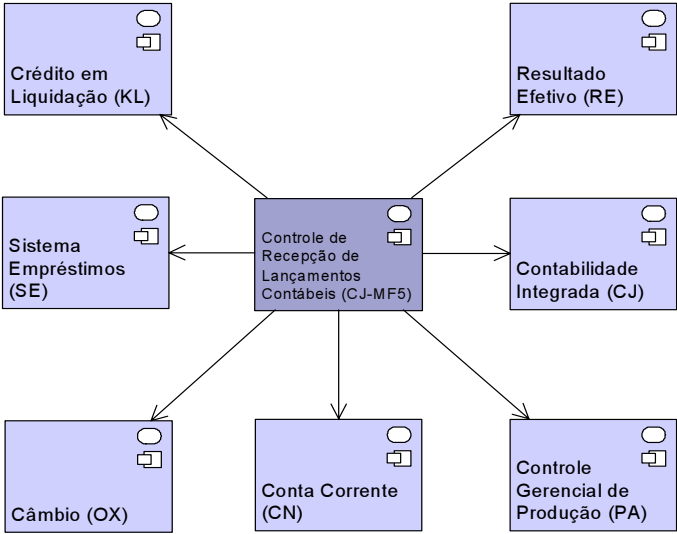 Crédito em
Liquidação (KL)
Resultado
Efetivo (RE)
Sistema
Empréstimos
(SE)
Controle de
Recepção de
Lançamentos
Contábeis (CJ-MF5)
Contabilidade
Integrada (CJ)
Câmbio (OX)
Conta Corrente
(CN)
Controle
Gerencial de
Produção (PA)